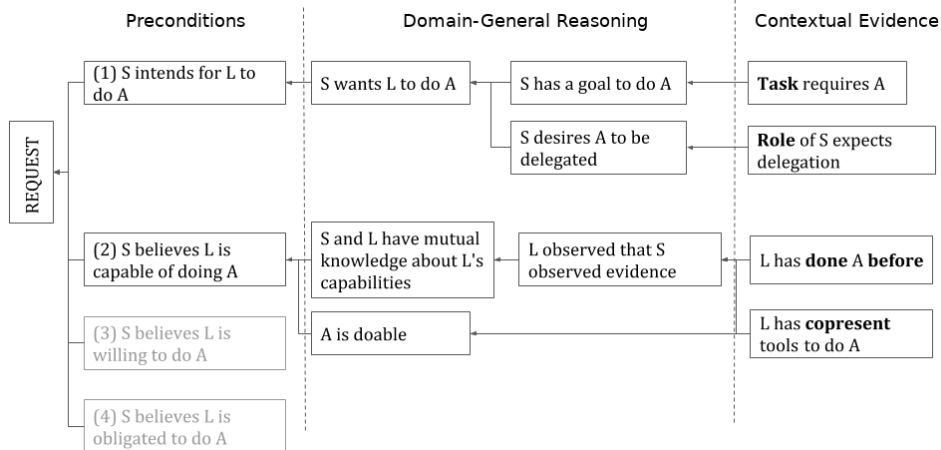 Preconditions
Domain-General Reasoning
Contextual Evidence
REQUEST
(1) S intends for L to
do A
S wants L to do A
S has a goal to do A
Task requires A
S desires A to be
delegated
Role of S expects
delegation
(2) S believes L is
capable of doing A
S and L have mutual
knowledge about L's
capabilities
L observed that S
observed evidence
L has done A before
(3) S believes L is
willing to do A
A is doable
L has copresent
tools to do A
(4) S believes L is
obligated to do A